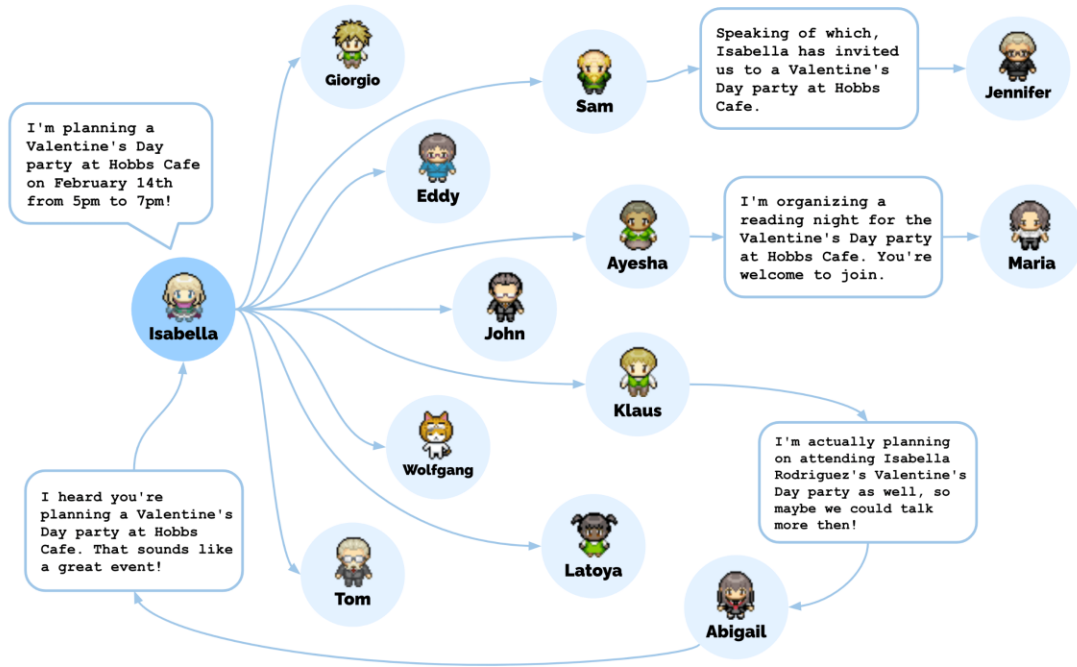 Giorgio
Sam
Speaking of which,
Isabella has invited
us to a Valentine's
Day party at Hobbs
Cafe.
Jennifer
I'm planning a
Valentine's Day
party at Hobbs Cafe
on February 14th
from 5pm to 7pm!
Eddy
Ayesha
I'm organizing a
reading night for the
Valentine's Day party
at Hobbs Cafe. You're
welcome to join.
Maria
Isabella
John
Klaus
I'm actually planning
on attending Isabella
Rodriguez's Valentine's
Day party as well, so
maybe we could talk
more then!
Wolfgang
I heard you're
planning a Valentine's
Day party at Hobbs
Cafe. That sounds like
a great event!
Latoya
Tom
Abigail